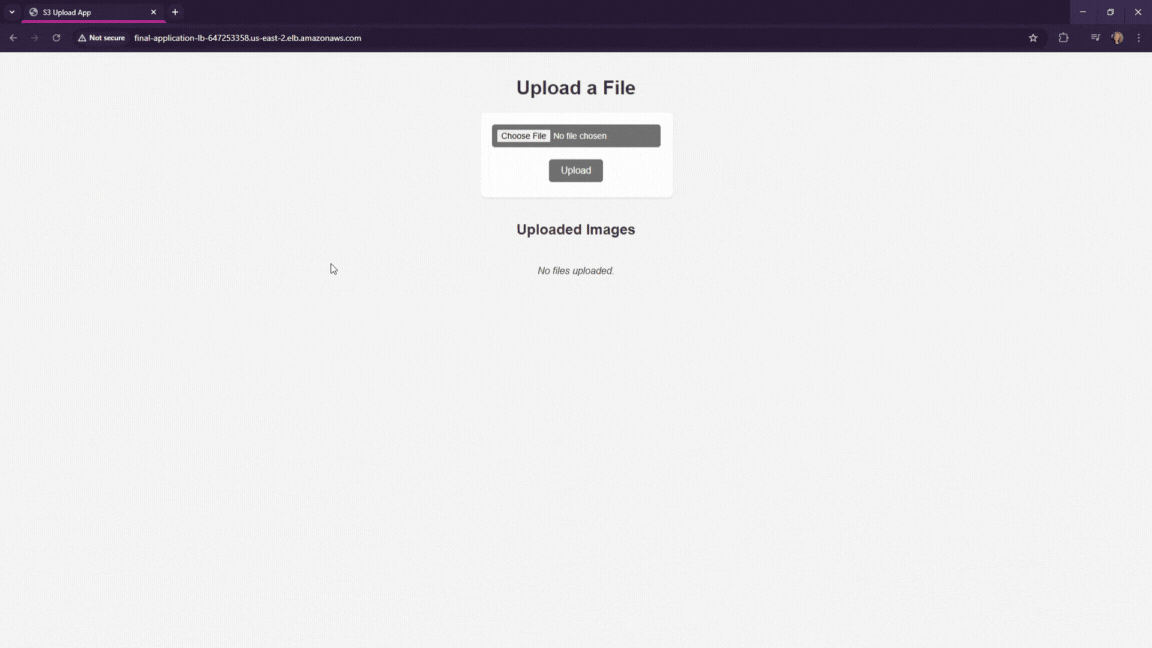 S3 Upload App
Not secure
final-application-lb-647253358.us-east-2.elb.amazonaws.com
Upload a File
Choose File No file chosen
Upload
Uploaded Images
No files uploaded.